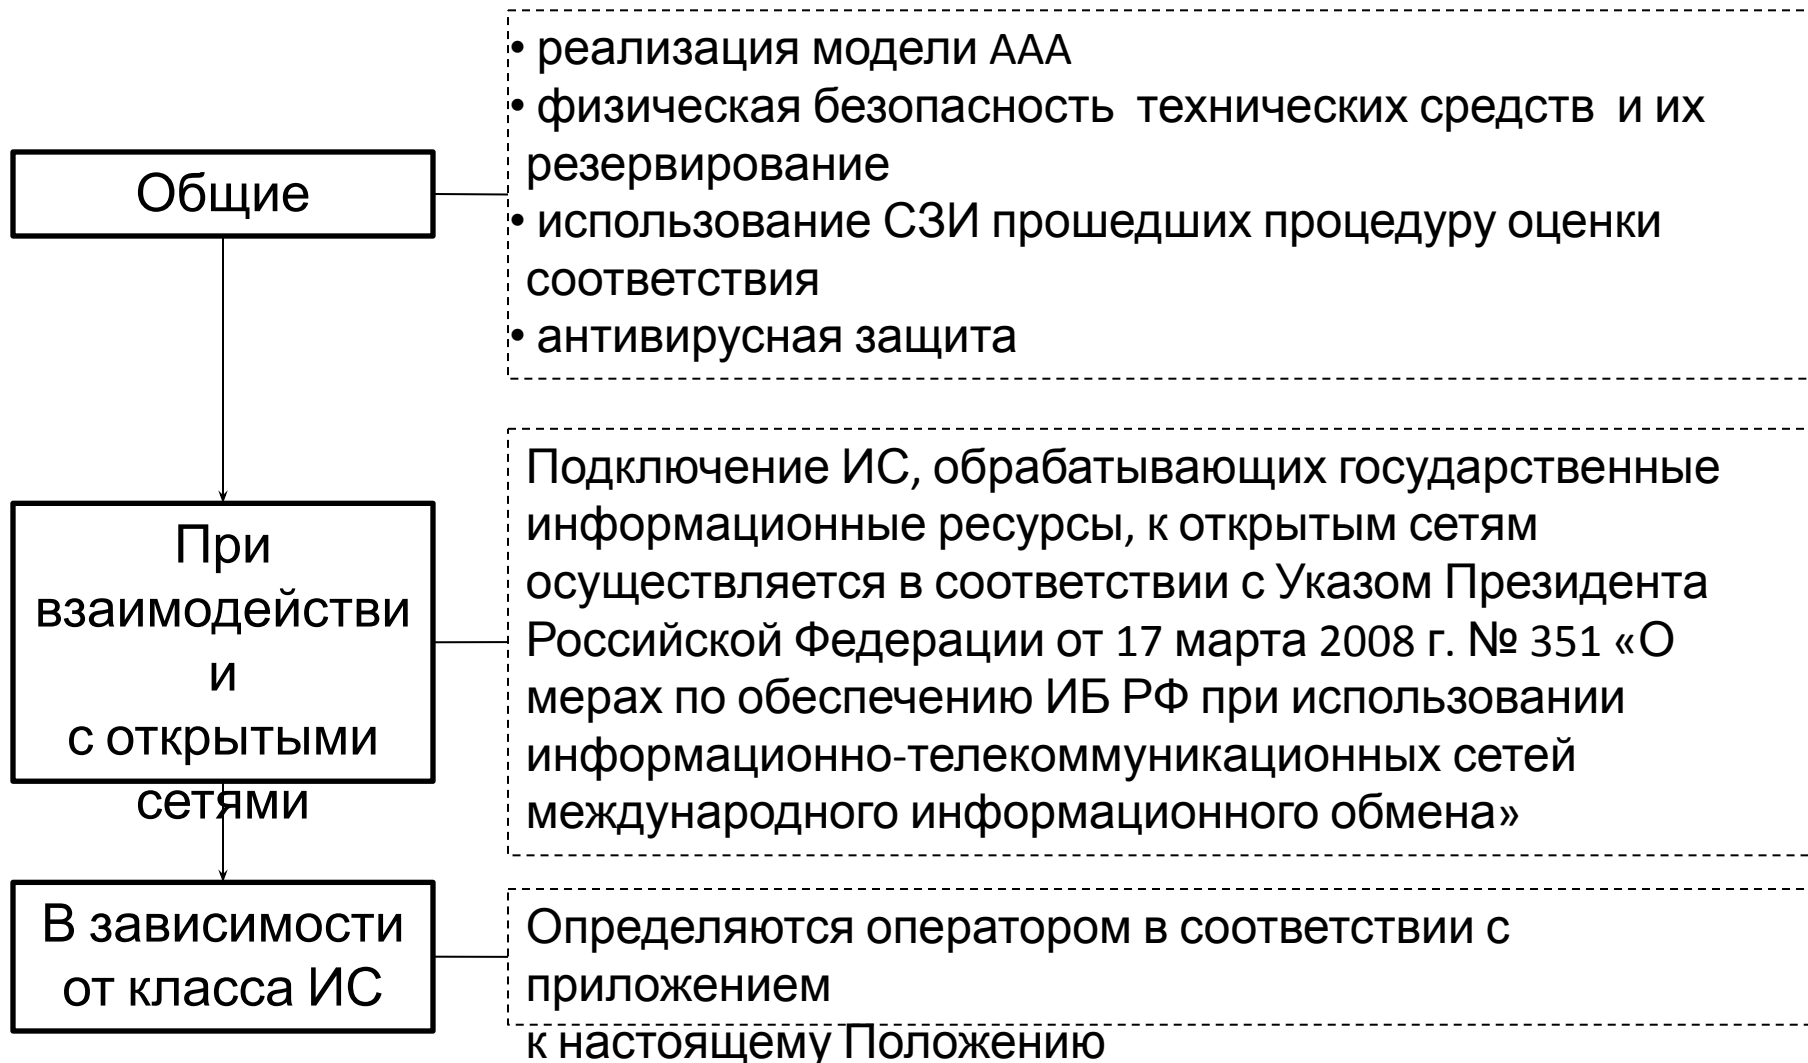 Общие
• реализация модели ААА
• физическая безопасность технических средств и их
резервирование
• использование СЗИ прошедших процедуру оценки
соответствия
• антивирусная защита
При
взаимодействи
и
с открытыми
сетями
Подключение ИС, обрабатывающих государственные
информационные ресурсы, к открытым сетям
осуществляется в соответствии с Указом Президента
Российской Федерации от 17 марта 2008 г. № 351 «О
мерах по обеспечению ИБ РФ при использовании
информационно-телекоммуникационных сетей
международного информационного обмена»
В зависимости
от класса ИС
Определяются оператором в соответствии с
приложением
к настоящему Положению